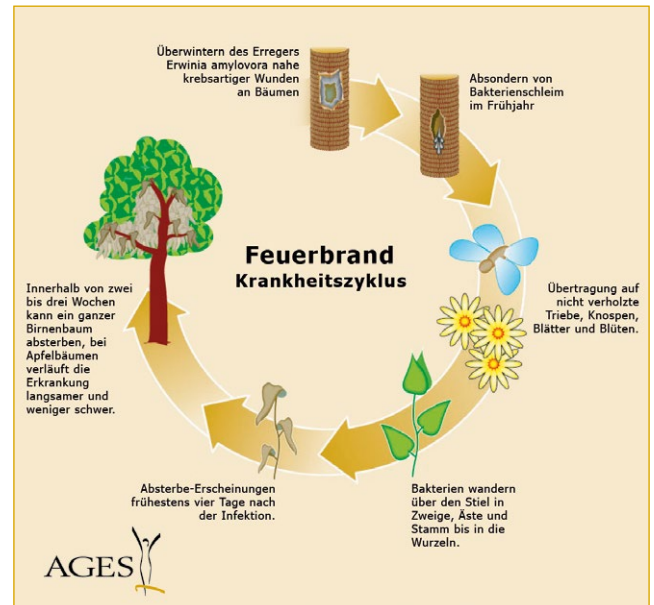 Überwintern des Erregers
Erwinia amylovora nahe
krebsartiger Wunden
an Bäumen
Absondern von
Bakterienschleim
im Frühjahr
Feuerbrand
Krankheitszyklus
Übertragung auf
nicht verholzte
Triebe, Knospen,
Blätter und Blüten.
Bakterien wandern
über den Stiel in
Zweige, Äste und
Stamm bis in die
Wurzeln.
Absterbe-Erscheinungen
frühestens vier Tage nach
der Infektion.
Innerhalb von zwei
bis drei Wochen
kann ein ganzer
Birnenbaum
absterben, bei
Apfelbäumen
verläuft die
Erkrankung
langsamer und
weniger schwer.
AGES